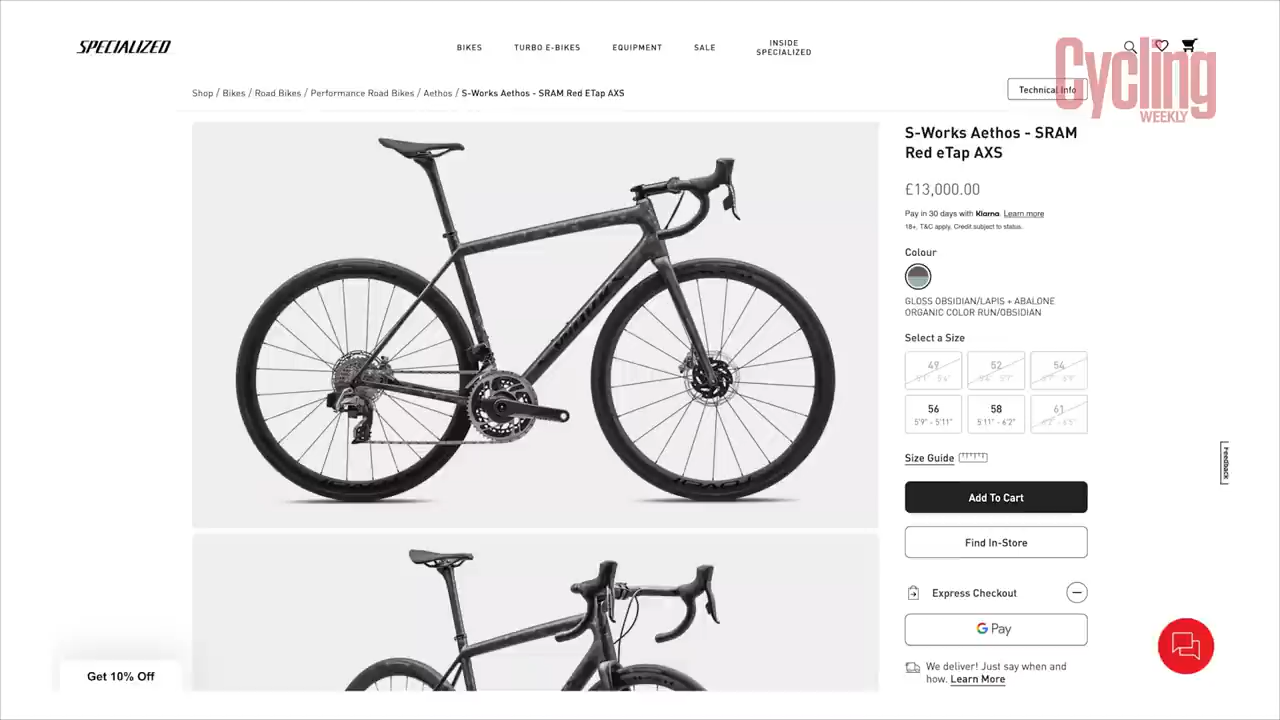 SPECIALIZED
BIKES
TURBO E-BIKES
EQUIPMENT
SALE
INSIDE
SPECIALIZED
Cycling
WEEKLY
Shop / Bikes / Road Bikes / Performance Road Bikes / Aethos / S-Works Aethos - SRAM Red ETap AXS
Technical Info
S-Works Aethos - SRAM
Red eTap AXS
£13,000.00
Pay in 30 days with Klarna. Learn more
18+, T&C apply, Credit subject to status.
Colour
GLOSS OBSIDIAN/LAPIS + ABALONE
ORGANIC COLOR RUN/OBSIDIAN
Select a Size
49
52
54
56
5'9" - 5'11"
58
5'11" - 6'2"
61
Size Guide
Feedback
Add To Cart
Find In-Store
Express Checkout
G Pay
We deliver! Just say when and
how. Learn More
Get 10% Off